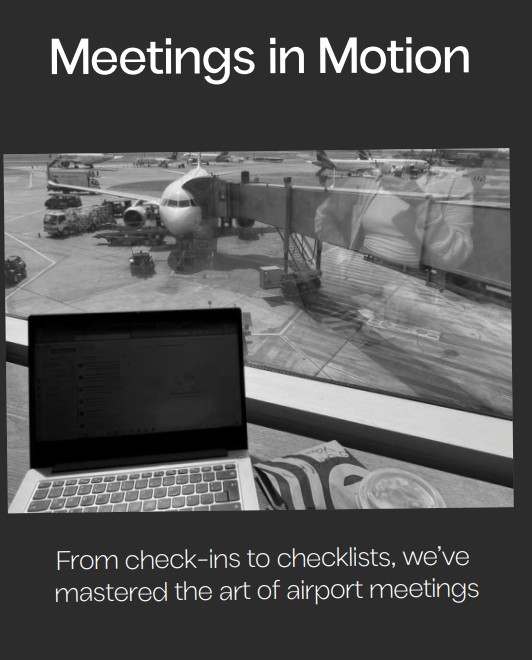 Meetings in Motion
From check-ins to checklists, we've
mastered the art of airport meetings